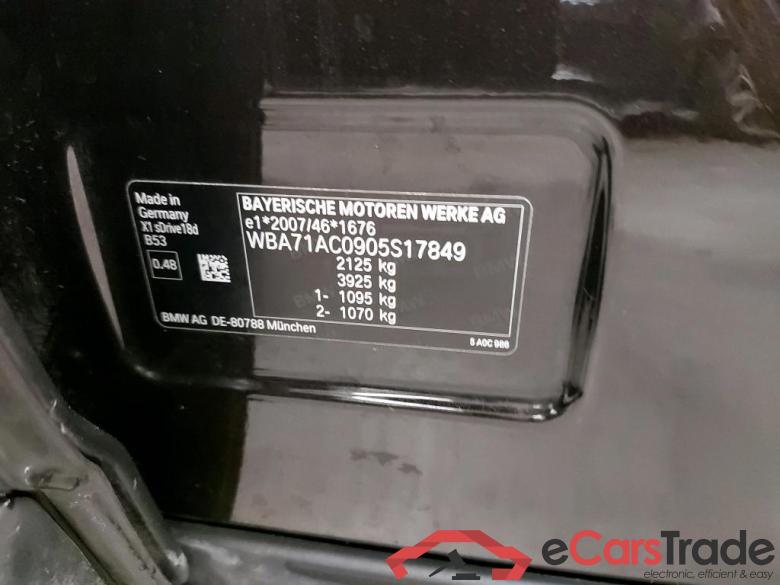 Made in
Germany
X1 sDrive18d
B53
0.48
BAYERISCHE MOTOREN WERKE AG
e1*2007/46*1676
WBA71AC0905S17849
2125 kg
3925 kg
1- 1095 kg
2- 1070 kg
BMW AG DE-80788 München
eCarsTrade
electronic, efficient & easy